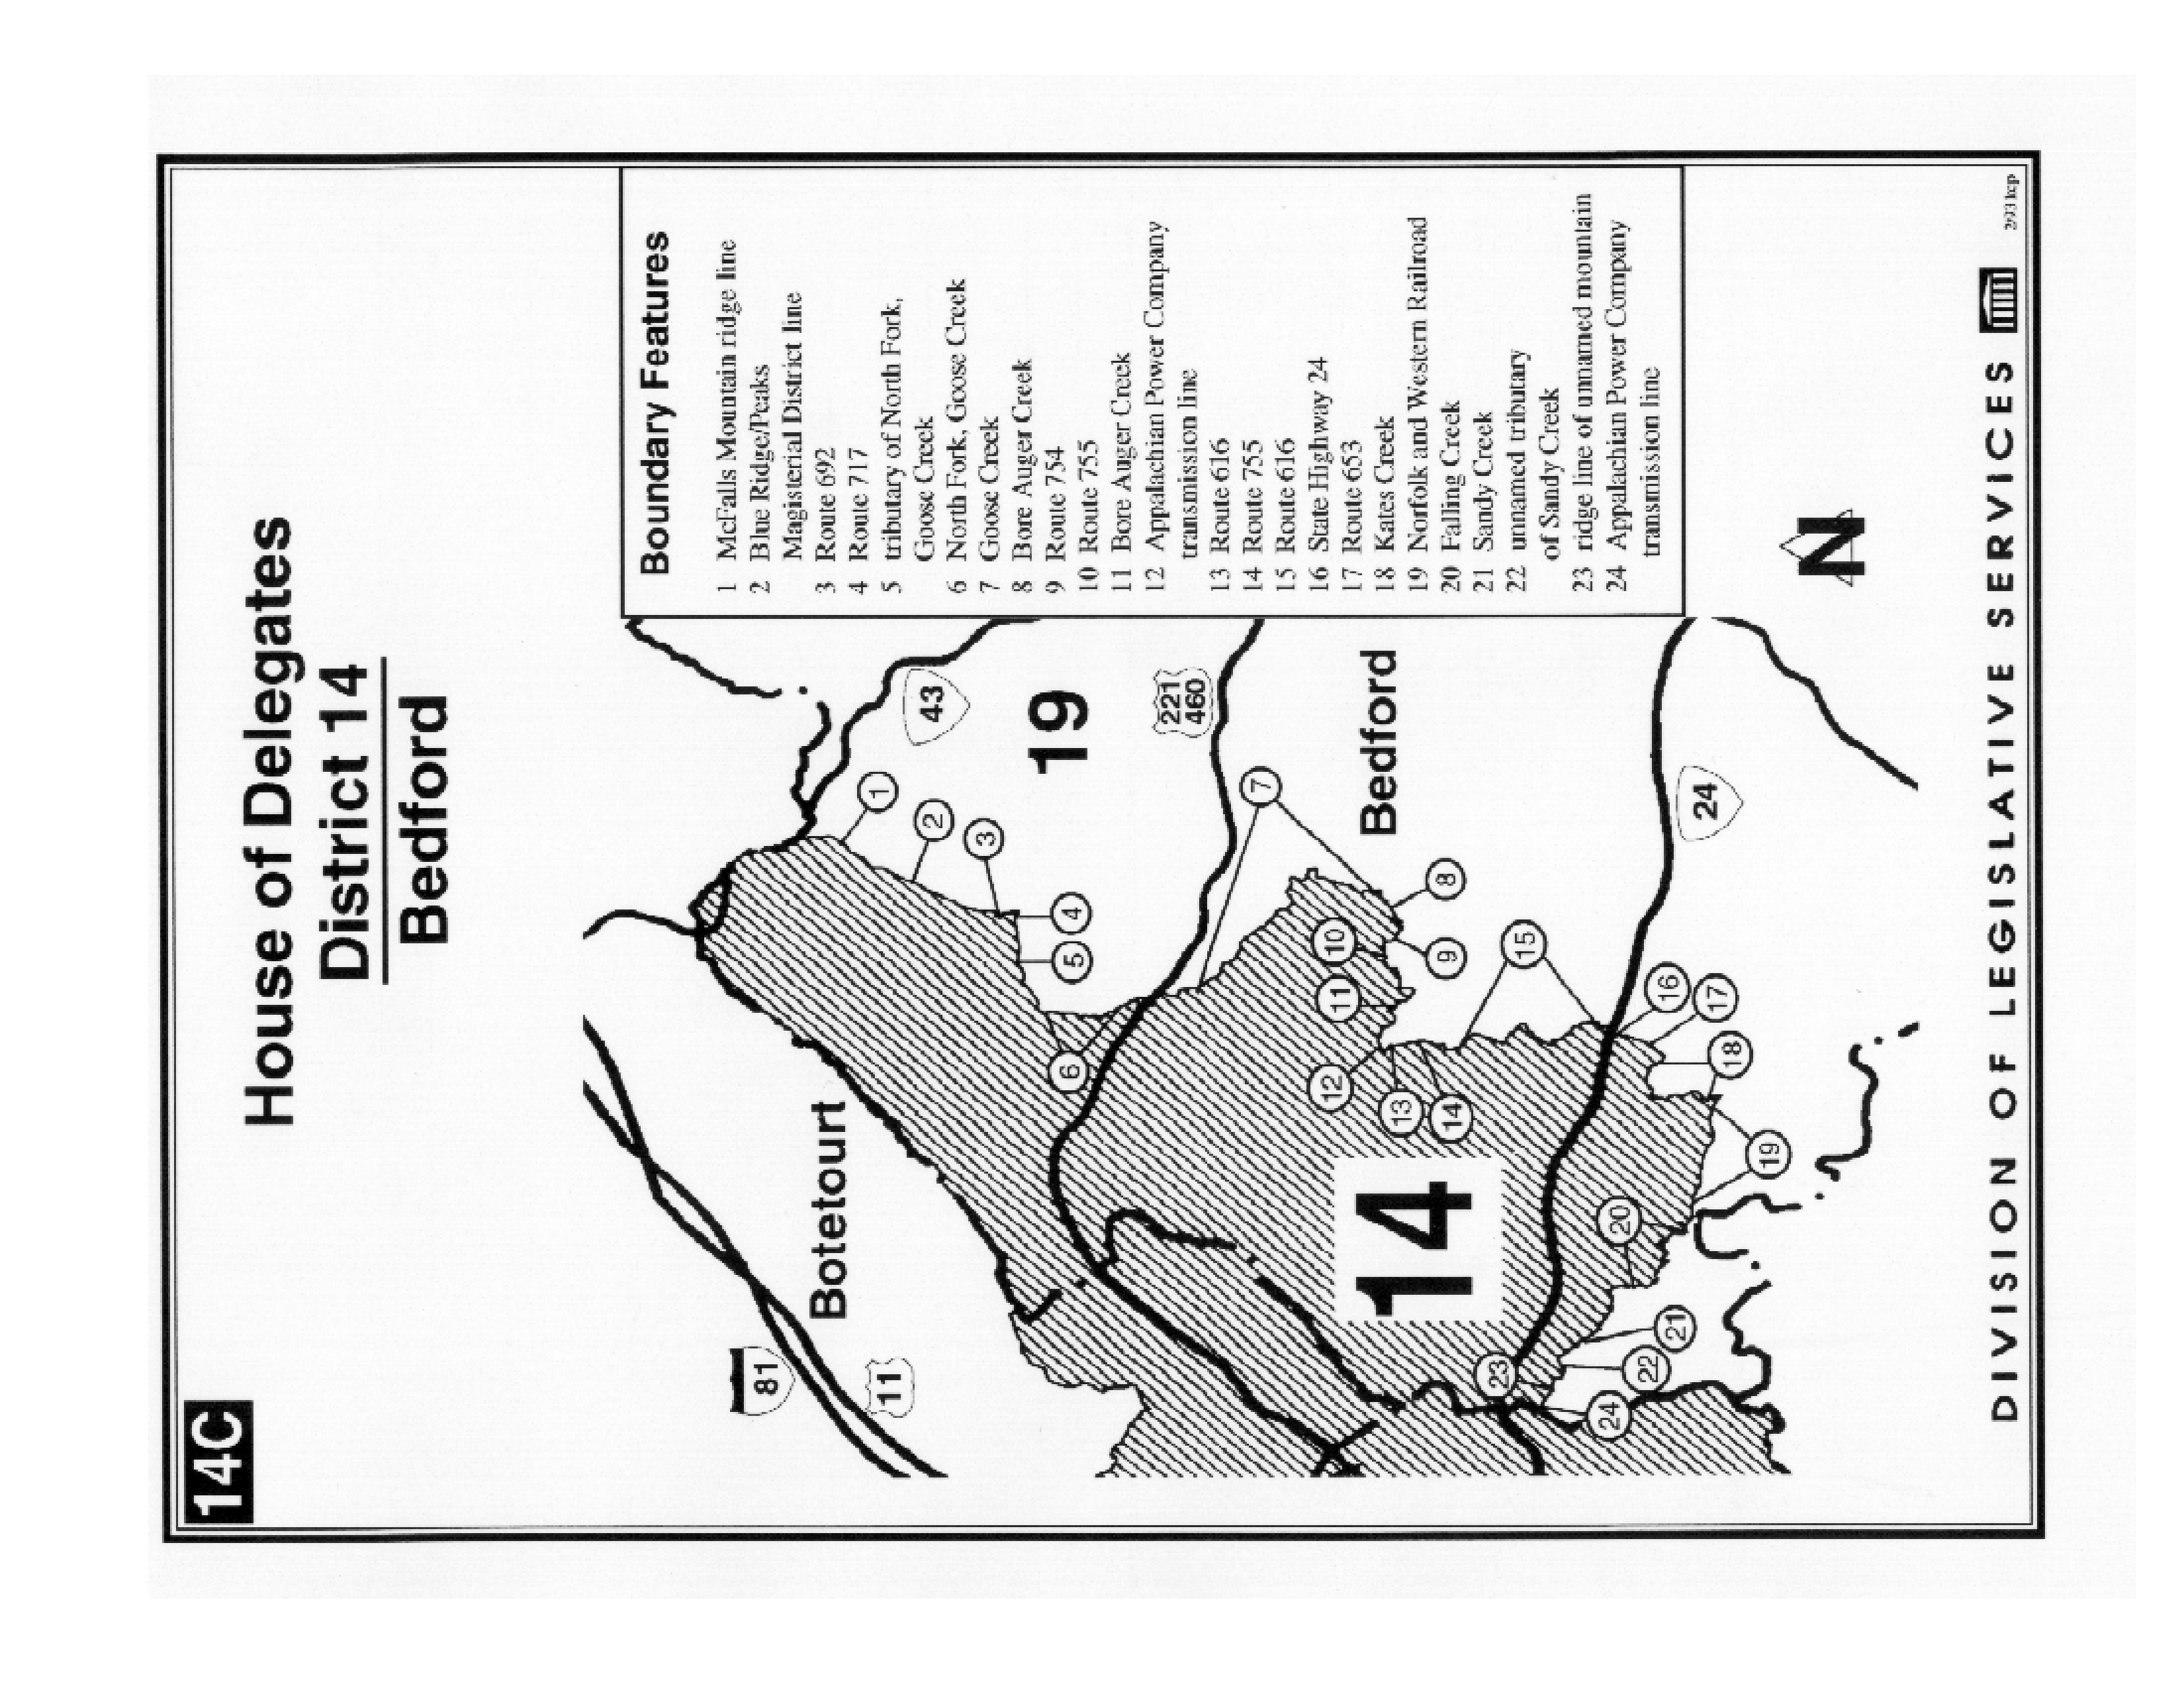 14C
House of Delegates
District 14
Bedford
81
11
Botetourt
43
19
221
460
Bedford
24
14
1
2
3
4
5
6
7
8
9
10
11
12
13
14
15
16
17
18
19
20
21
22
23
24
Boundary Features
1 McFalls Mountain ridge line
2 Blue Ridge/Peaks
Magisterial District line
3 Route 692
4 Route 717
5 tributary of North Fork,
Goose Creek
6 North Fork, Goose Creek
7 Goose Creek
8 Bore Auger Creek
9 Route 754
10 Route 755
11 Bore Auger Creek
12 Appalachian Power Company
transmission line
13 Route 616
14 Route 755
15 Route 616
16 State Highway 24
17 Route 653
18 Kates Creek
19 Norfolk and Western Railroad
20 Falling Creek
21 Sandy Creek
22 unnamed tributary
of Sandy Creek
23 ridge line of unnamed mountain
24 Appalachian Power Company
transmission line
N
DIVISION OF LEGISLATIVE SERVICES